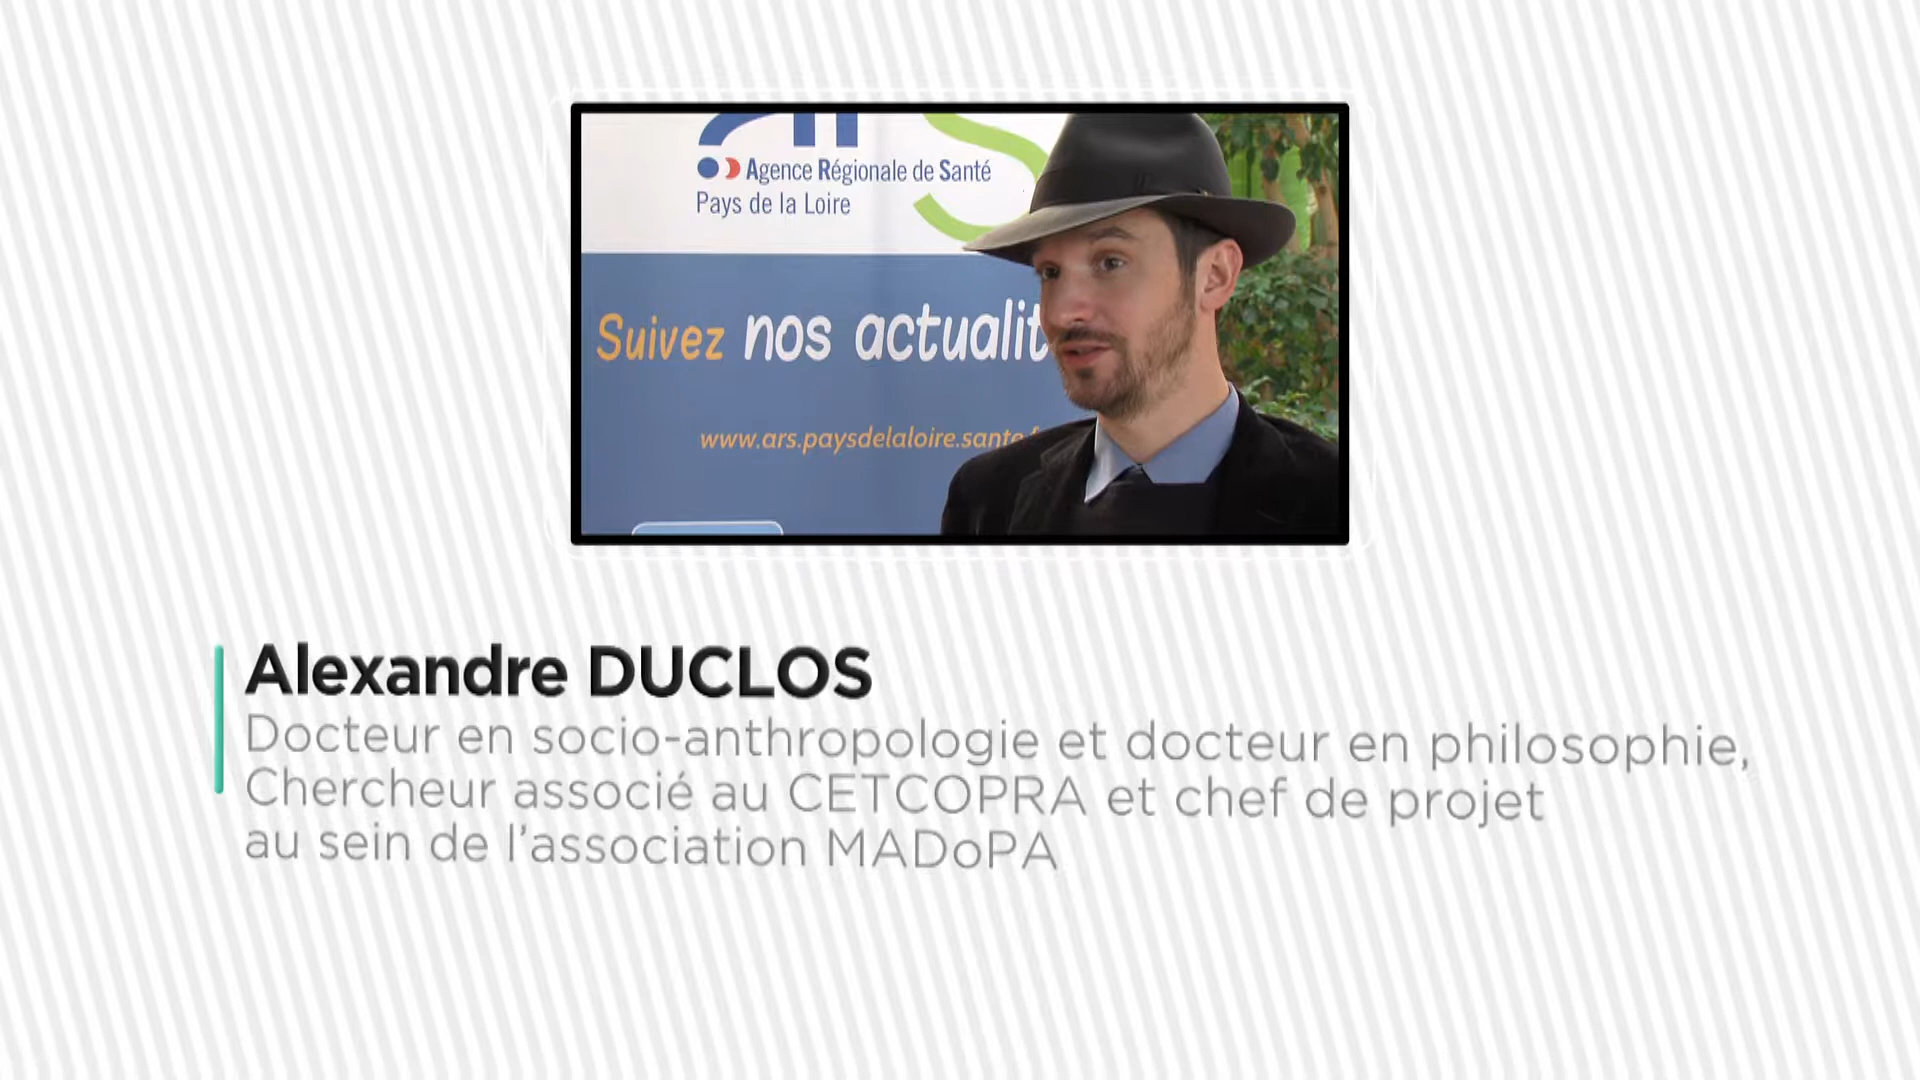 Agence Régionale de Santé
Pays de la Loire
Suivez nos actualit
www.ars.paysdelaloire.sante.f
Alexandre DUCLOS
Docteur en socio-anthropologie et docteur en philosophie,
Chercheur associé au CETCOPRA et chef de projet
au sein de l'association MADoPA